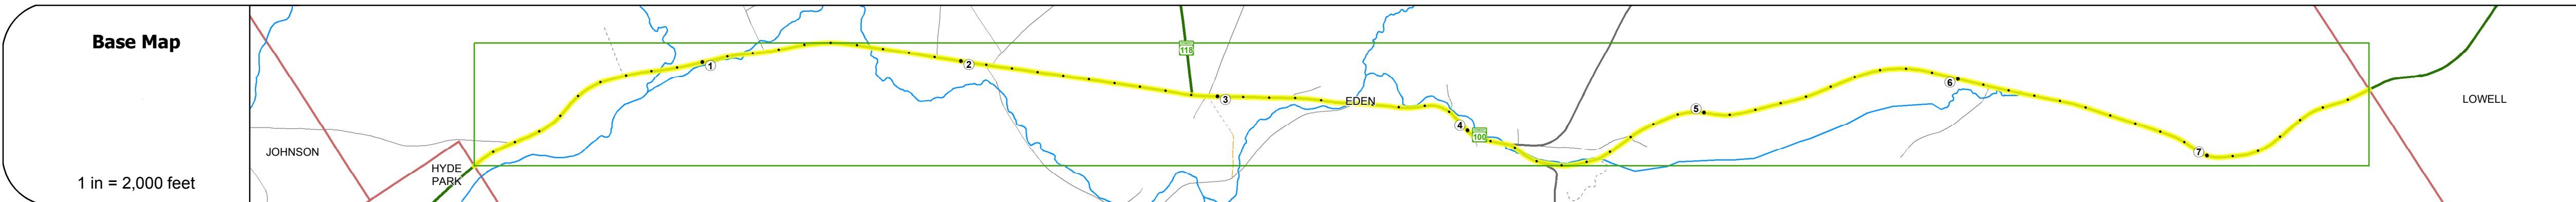 Base Map
1 in = 2,000 feet
JOHNSON
HYDE
PARK
1
2
118
3
EDEN
4
100
5
6
7
LOWELL